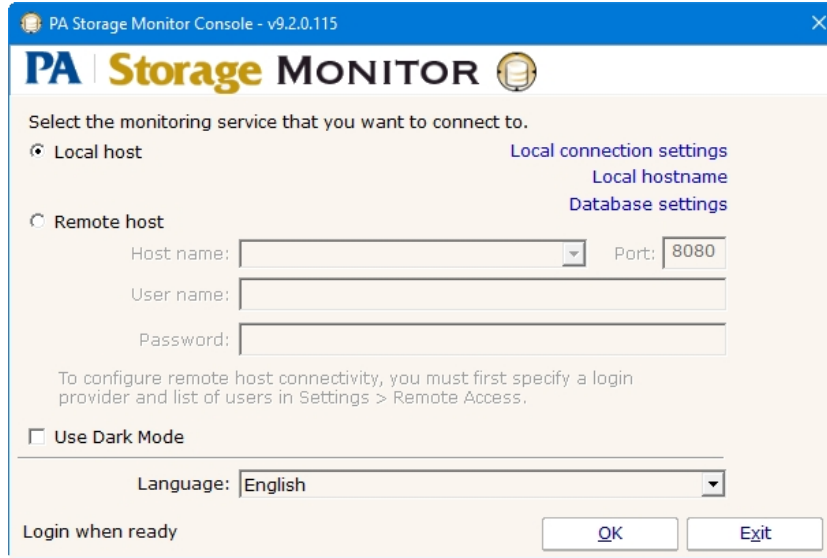 PA Storage Monitor Console - v9.2.0.115
PA Storage MONITOR
Select the monitoring service that you want to connect to.
Local host
Local connection settings
Local hostname
Database settings
Remote host
Host name: Port: 8080
User name:
Password:
To configure remote host connectivity, you must first specify a login
provider and list of users in Settings > Remote Access.
Use Dark Mode
Language: English
Login when ready OK Exit